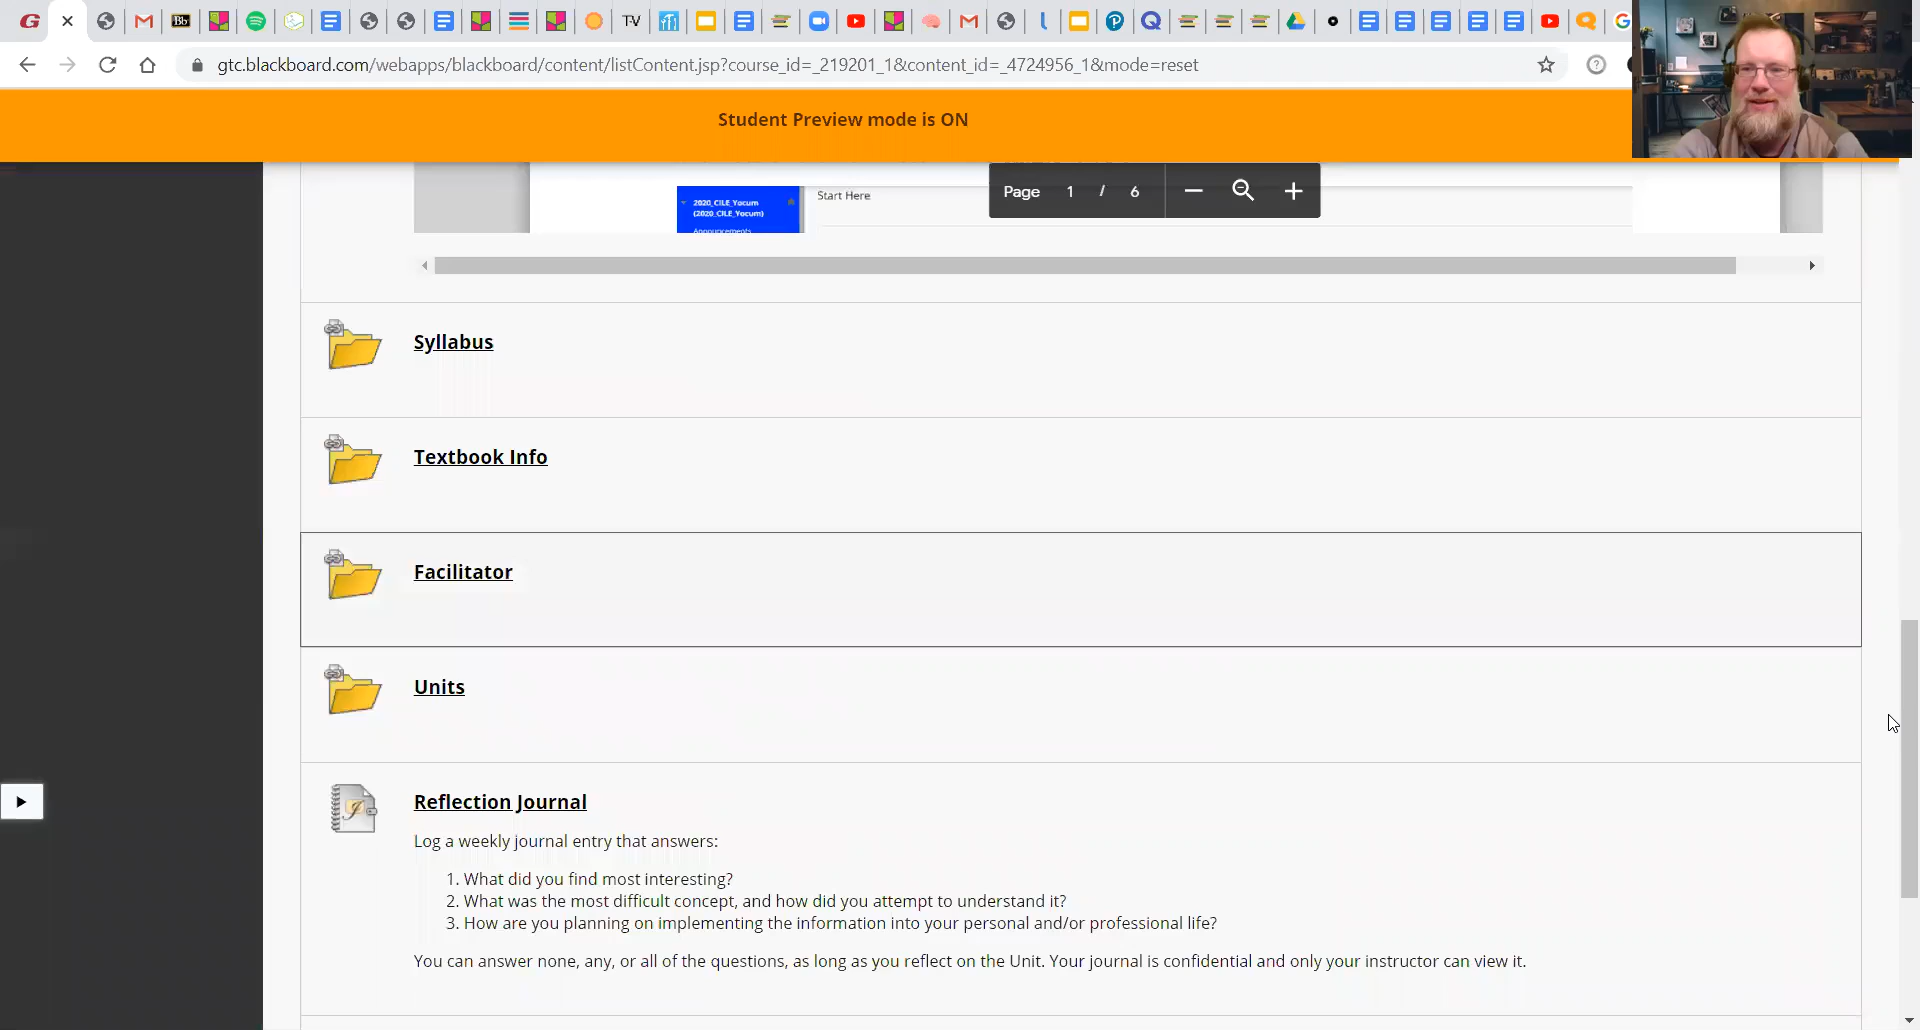 gtc.blackboard.com/webapps/blackboard/content/listContent.jsp?course_id=_219201_1&content_id=_4724956_1&mode=reset
Student Preview mode is ON
Page 1 / 6
2020_CILE_Yocum
(2020_CILE_Yocum)
Announcements
Start Here
Syllabus
Textbook Info
Facilitator
Units
Reflection Journal
Log a weekly journal entry that answers:
1. What did you find most interesting?
2. What was the most difficult concept, and how did you attempt to understand it?
3. How are you planning on implementing the information into your personal and/or professional life?
You can answer none, any, or all of the questions, as long as you reflect on the Unit. Your journal is confidential and only your instructor can view it.